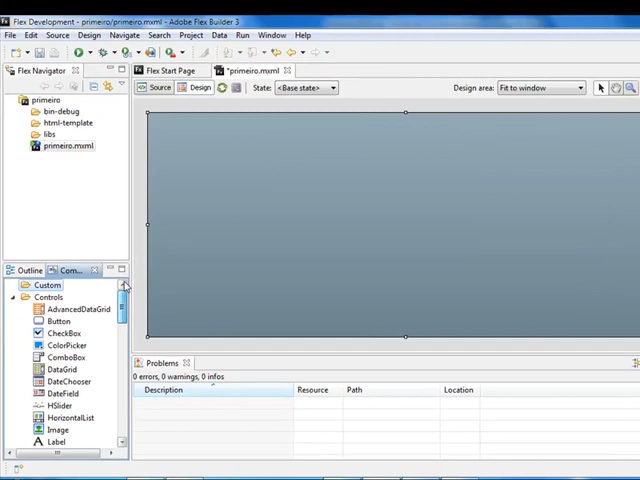 Flex Development - primeiro/primeiro.mxml - Adobe Flex Builder 3
File Edit Source Design Navigate Search Project Data Run Window Help
Flex Navigator
Flex Start Page *primeiro.mxml
Source Design State: <Base state> Design area: Fit to window
primeiro
bin-debug
html-template
libs
primeiro.mxml
Outline Com...
Custom
Controls
AdvancedDataGrid
Button
CheckBox
ColorPicker
ComboBox
DataGrid
DateChooser
DateField
HSlider
HorizontalList
Image
Label
Problems
0 errors, 0 warnings, 0 infos
Description Resource Path Location